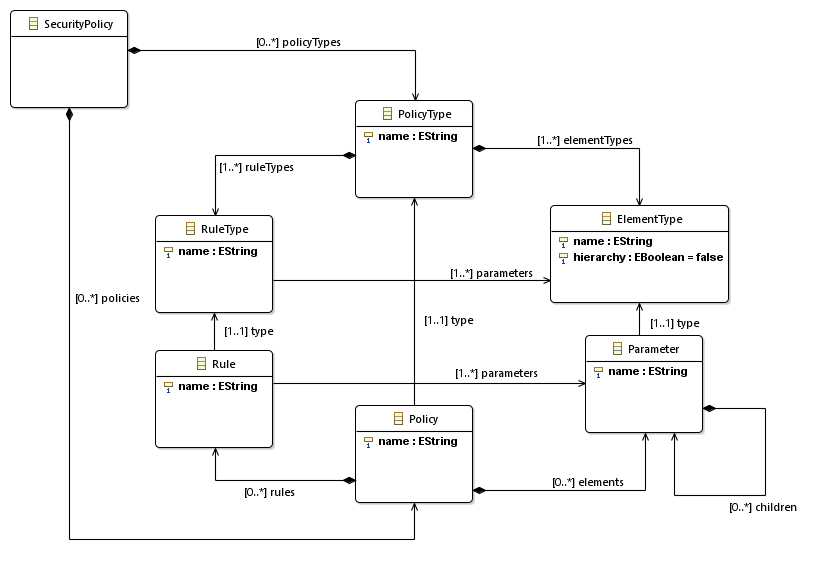 SecurityPolicy
[0..*] policyTypes
PolicyType
name : EString
[1..*] elementTypes
[1..*] ruleTypes
RuleType
name : EString
ElementType
name : EString
hierarchy : EBoolean = false
[1..*] parameters
[0..*] policies
[1..1] type
[1..1] type
[1..1] type
Rule
name : EString
Parameter
name : EString
[1..*] parameters
Policy
name : EString
[0..*] rules
[0..*] elements
[0..*] children